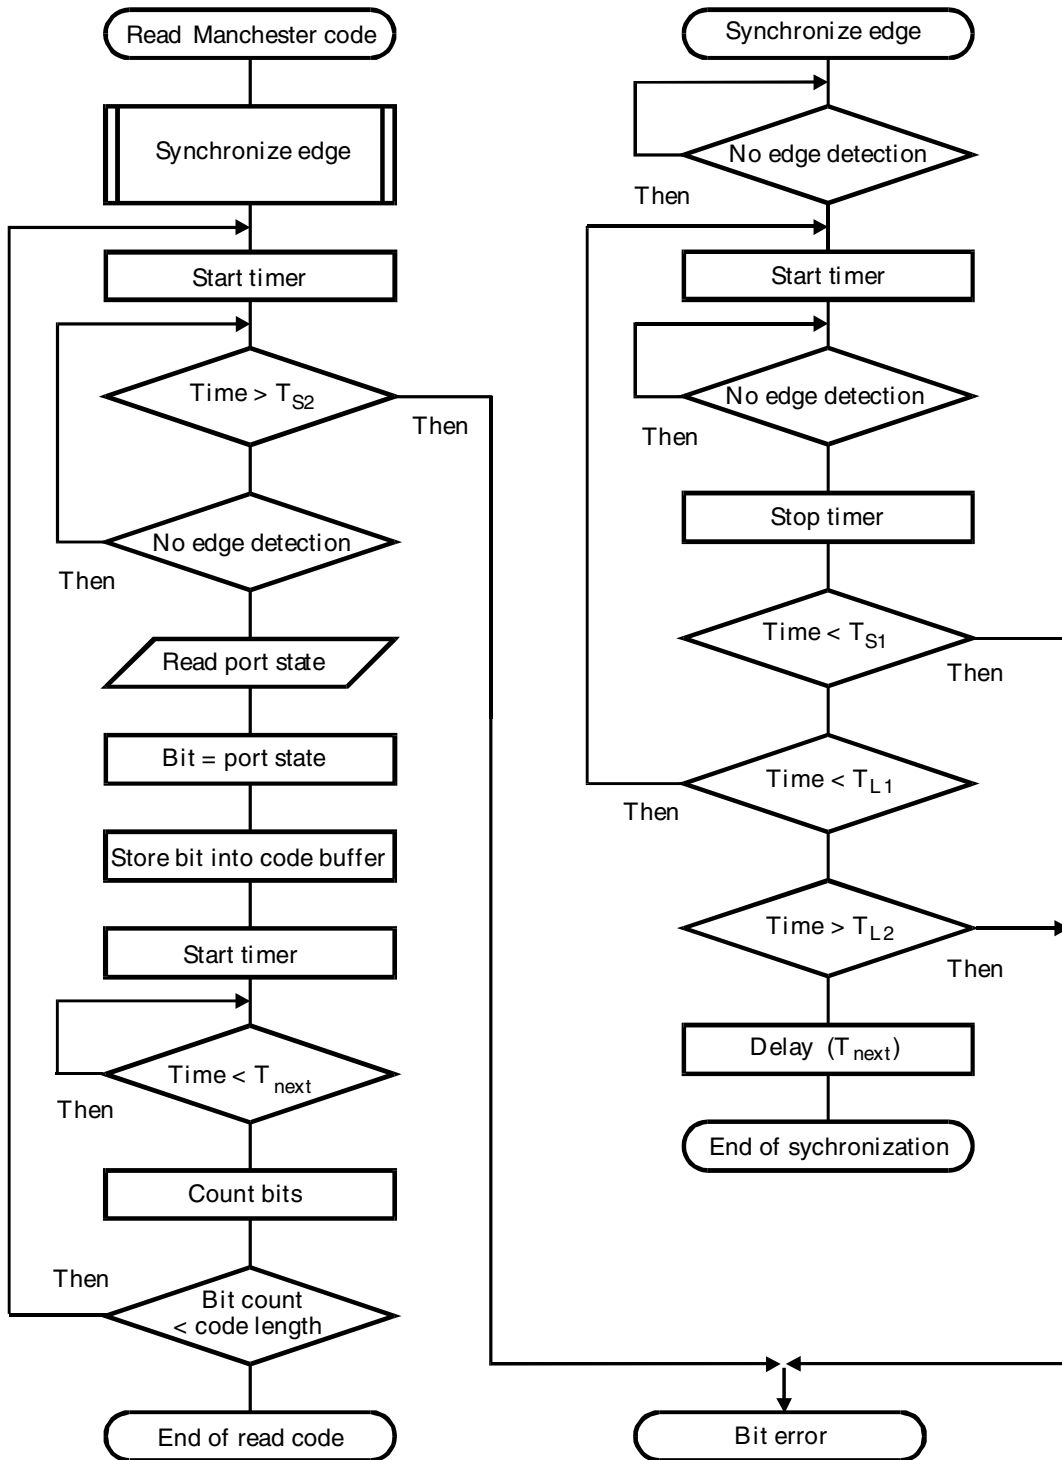 Read Manchester code
Synchronize edge
Start timer
Time > TS2
Then
No edge detection
Then
Read port state
Bit = port state
Store bit into code buffer
Start timer
Time < Tnext
Then
Count bits
Then
Bit count
< code length
End of read code
Synchronize edge
No edge detection
Then
Start timer
No edge detection
Then
Stop timer
Time < TS1
Then
Time < TL1
Then
Time > TL2
Then
Delay (Tnext)
End of sychronization
Bit error